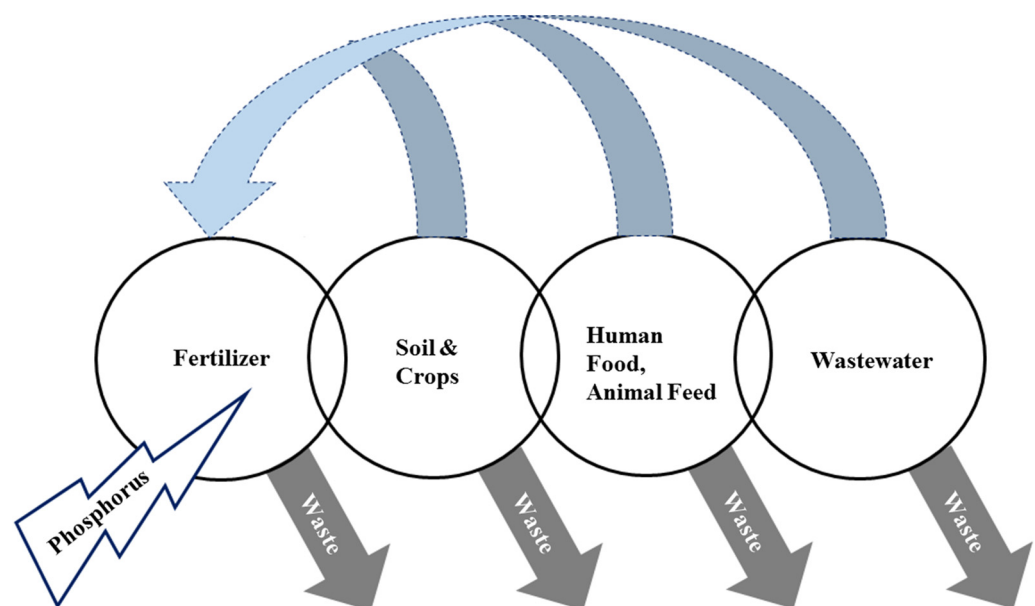 Fertilizer
Soil &
Crops
Human
Food,
Animal Feed
Wastewater
Phosphorus
Waste
Waste
Waste
Waste